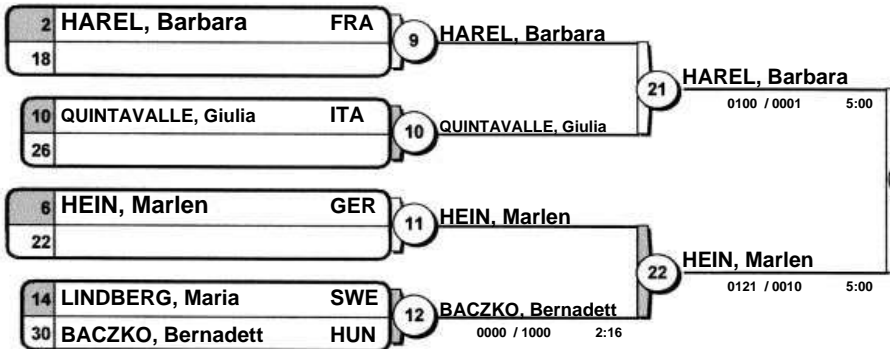 2 HAREL, Barbara FRA
18
9
HAREL, Barbara
10 QUINTAVALLE, Giulia ITA
26
10
QUINTAVALLE, Giulia
21
HAREL, Barbara
0100 / 0001 5:00
6 HEIN, Marlen GER
22
11
HEIN, Marlen
14 LINDBERG, Maria SWE
30 BACZKO, Bernadett HUN
12
BACZKO, Bernadett
0000 / 1000 2:16
22
HEIN, Marlen
0121 / 0010 5:00